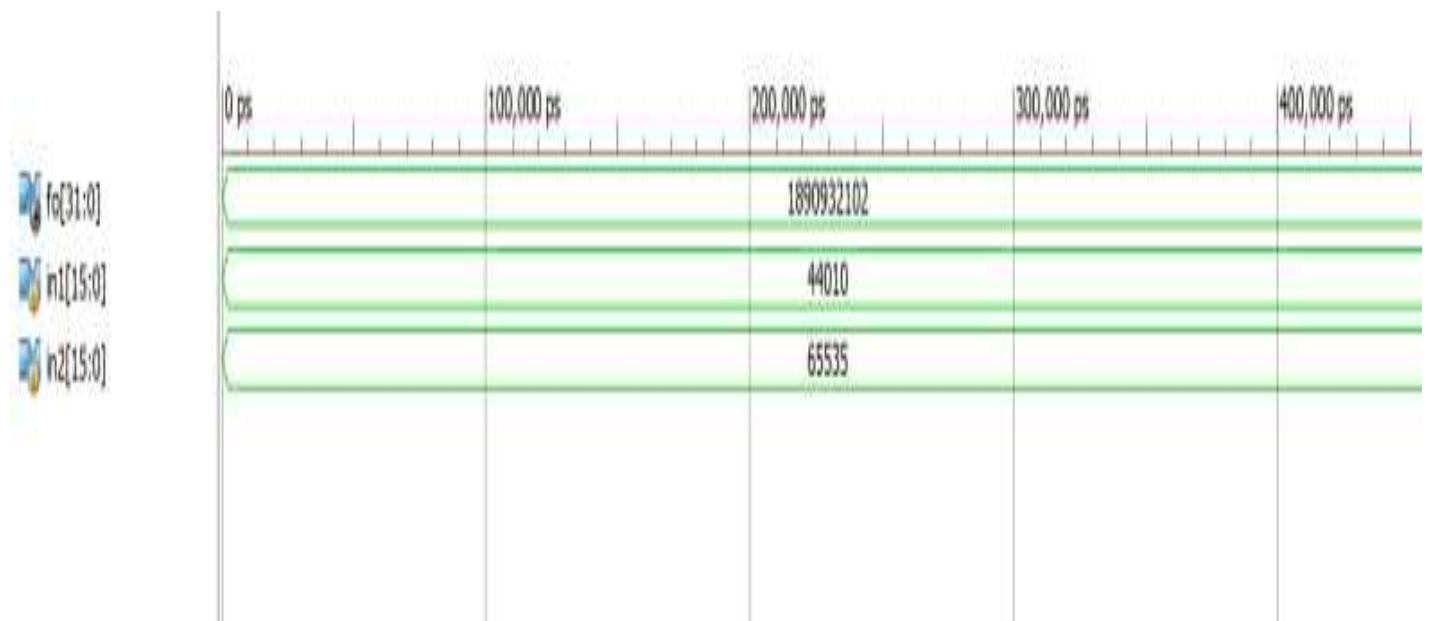 0 ps 100,000 ps 200,000 ps 300,000 ps 400,000 ps
fo[31:0] 1890932102
in1[15:0] 44010
in2[15:0] 65535